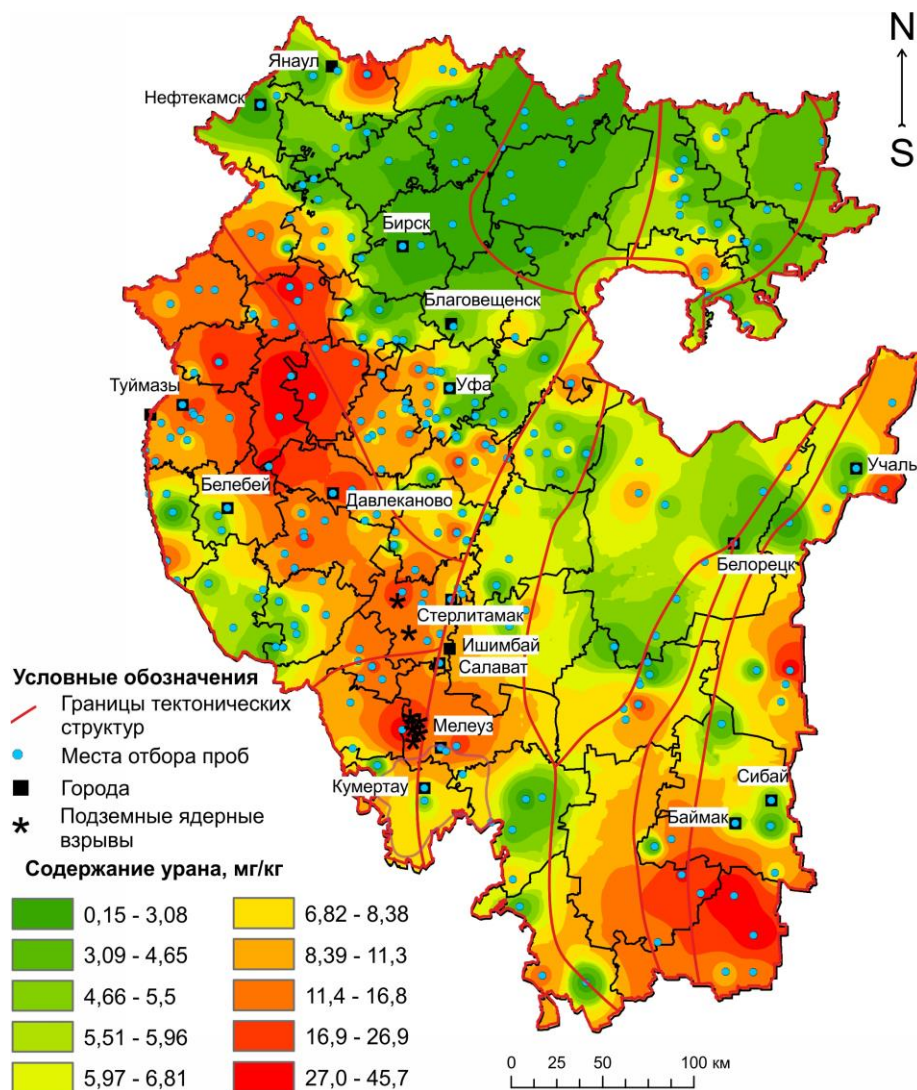 N
S
Янаул
Нефтекамск
Бирск
Благовещенск
Уфа
Туймазы
Учалы
Белебей
Давлеканово
Белорецк
Стерлитамак
Ишимбай
Салават
Мелеуз
Кумертау
Сибай
Баймак
Условные обозначения
Границы тектонических
структур
Места отбора проб
Города
Подземные ядерные
взрывы
Содержание урана, мг/кг
0,15 - 3,08
3,09 - 4,65
4,66 - 5,5
5,51 - 5,96
5,97 - 6,81
6,82 - 8,38
8,39 - 11,3
11,4 - 16,8
16,9 - 26,9
27,0 - 45,7
0 25 50 100 км